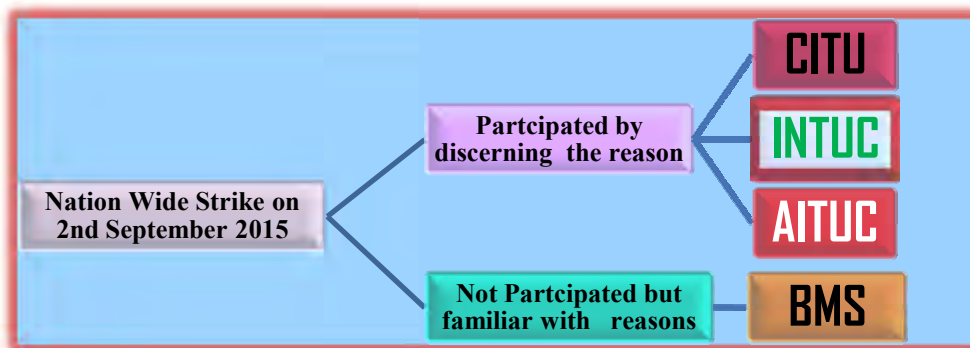 Nation Wide Strike on
2nd September 2015
Partcipated by
discerning the reason
CITU
INTUC
AITUC
Not Partcipated but
familiar with reasons
BMS